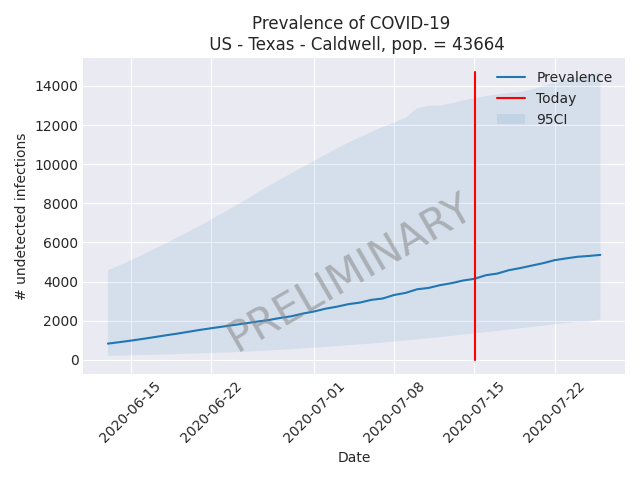 Prevalence of COVID-19
US - Texas - Caldwell, pop. = 43664
Prevalence
Today
95CI
14000
12000
10000
8000
6000
4000
2000
0
# undetected infections
PRELIMINARY
2020-06-15
2020-06-22
2020-07-01
2020-07-08
2020-07-15
2020-07-22
Date